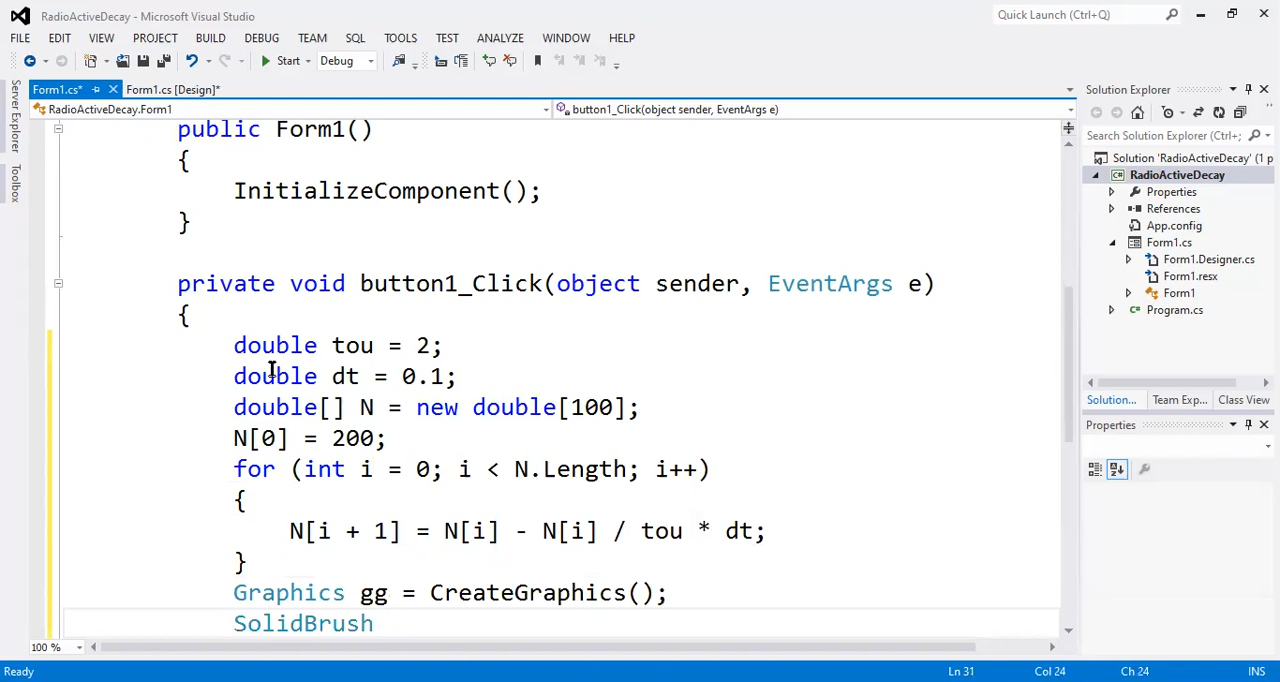 RadioActiveDecay - Microsoft Visual Studio
Quick Launch (Ctrl+Q)
FILE EDIT VIEW PROJECT BUILD DEBUG TEAM SQL TOOLS TEST ANALYZE WINDOW HELP
Start Debug
Form1.cs* Form1.cs [Design]*
RadioActiveDecay.Form1
button1_Click(object sender, EventArgs e)
Server Explorer
Toolbox
public Form1()
{
InitializeComponent();
}
private void button1_Click(object sender, EventArgs e)
{
double tou = 2;
double dt = 0.1;
double[] N = new double[100];
N[0] = 200;
for (int i = 0; i < N.Length; i++)
{
N[i + 1] = N[i] - N[i] / tou * dt;
}
Graphics gg = CreateGraphics();
SolidBrush
100 %
Solution Explorer
Search Solution Explorer (Ctrl+;
Solution 'RadioActiveDecay' (1 p
RadioActiveDecay
Properties
References
App.config
Form1.cs
Form1.Designer.cs
Form1.resx
Form1
Program.cs
Solution... Team Exp... Class View
Properties
Ready
Ln 31
Col 24
Ch 24
INS